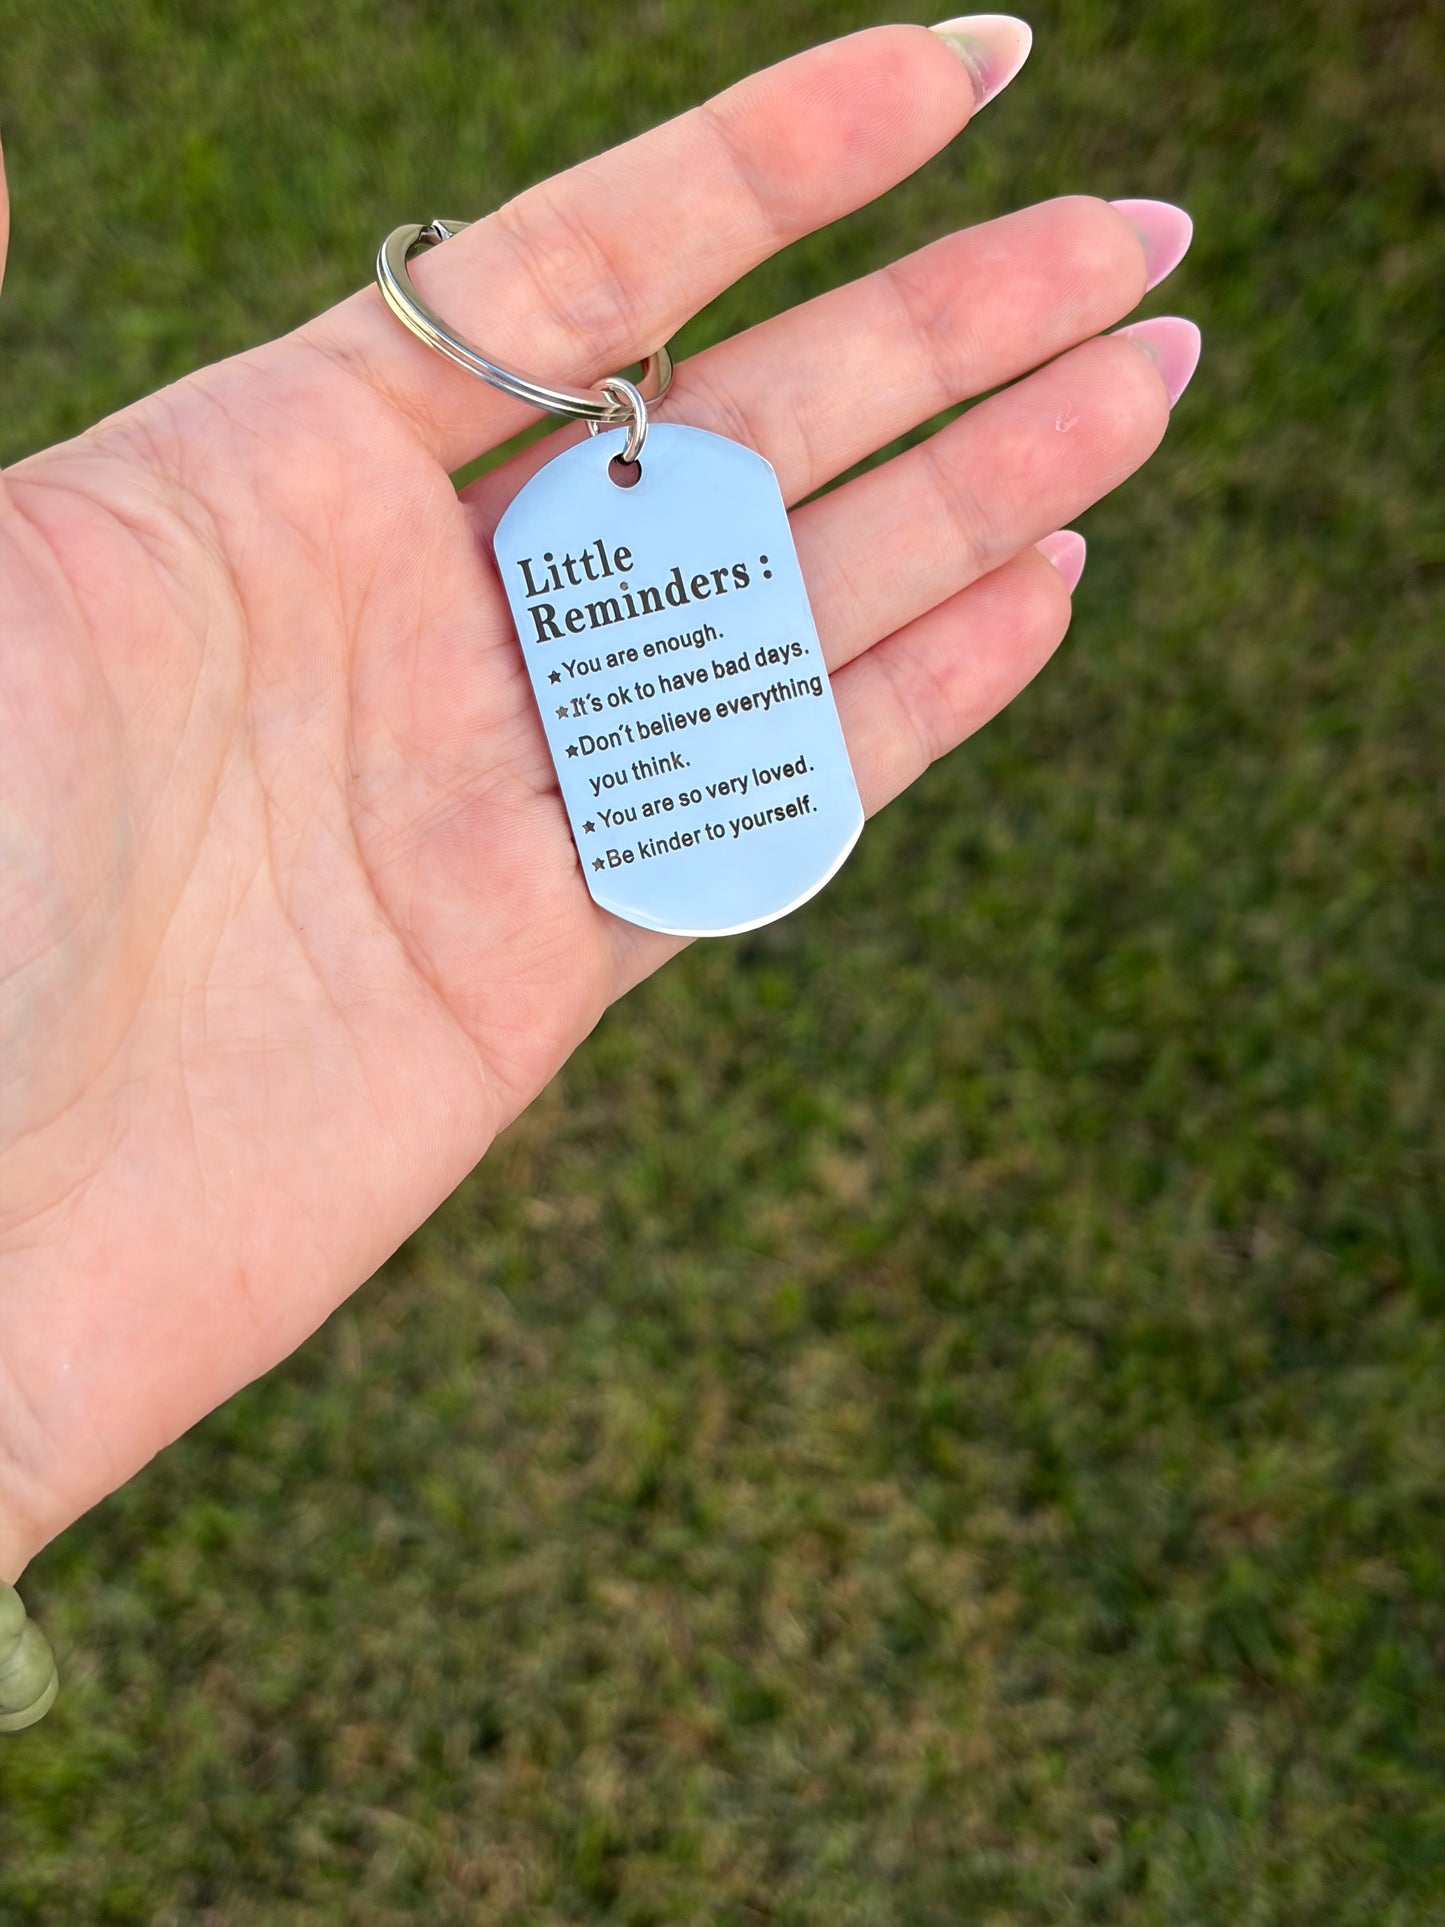 Little
Reminders :
★You are enough.
★It's ok to have bad days.
★Don't believe everything
you think.
★You are so very loved.
★Be kinder to yourself.